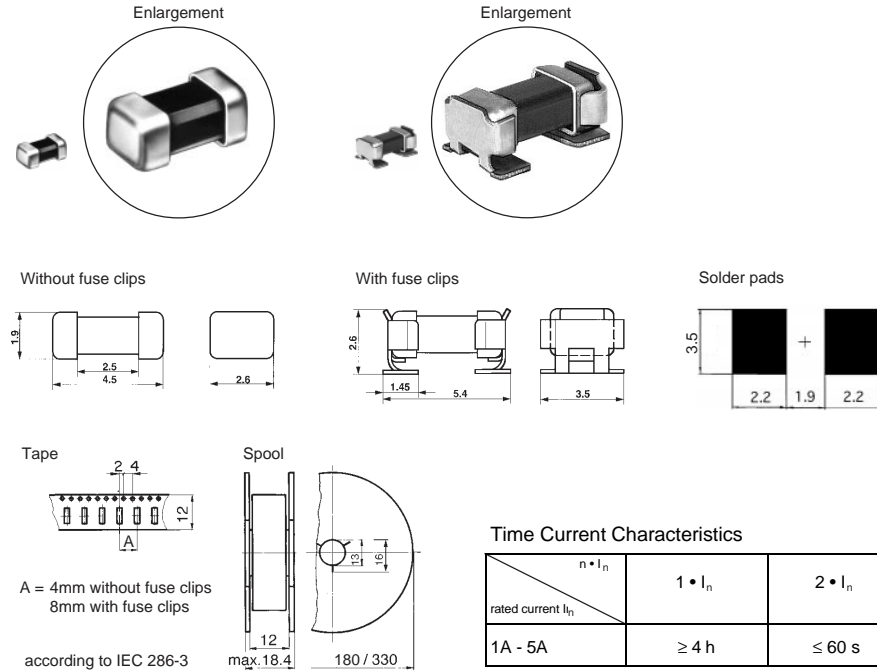 Enlargement
Enlargement
Without fuse clips
With fuse clips
Solder pads
1.9
2.5
4.5
2.6
2.6
1.45
5.4
3.5
3.5
2.2 1.9 2.2
Tape
Spool
2 4
12
A
13
16
A = 4mm without fuse clips
8mm with fuse clips
12
according to IEC 286-3
max.18.4
180 / 330
Time Current Characteristics
n • In
rated current In
1 • In
2 • In
1A - 5A
≥ 4 h
≤ 60 s